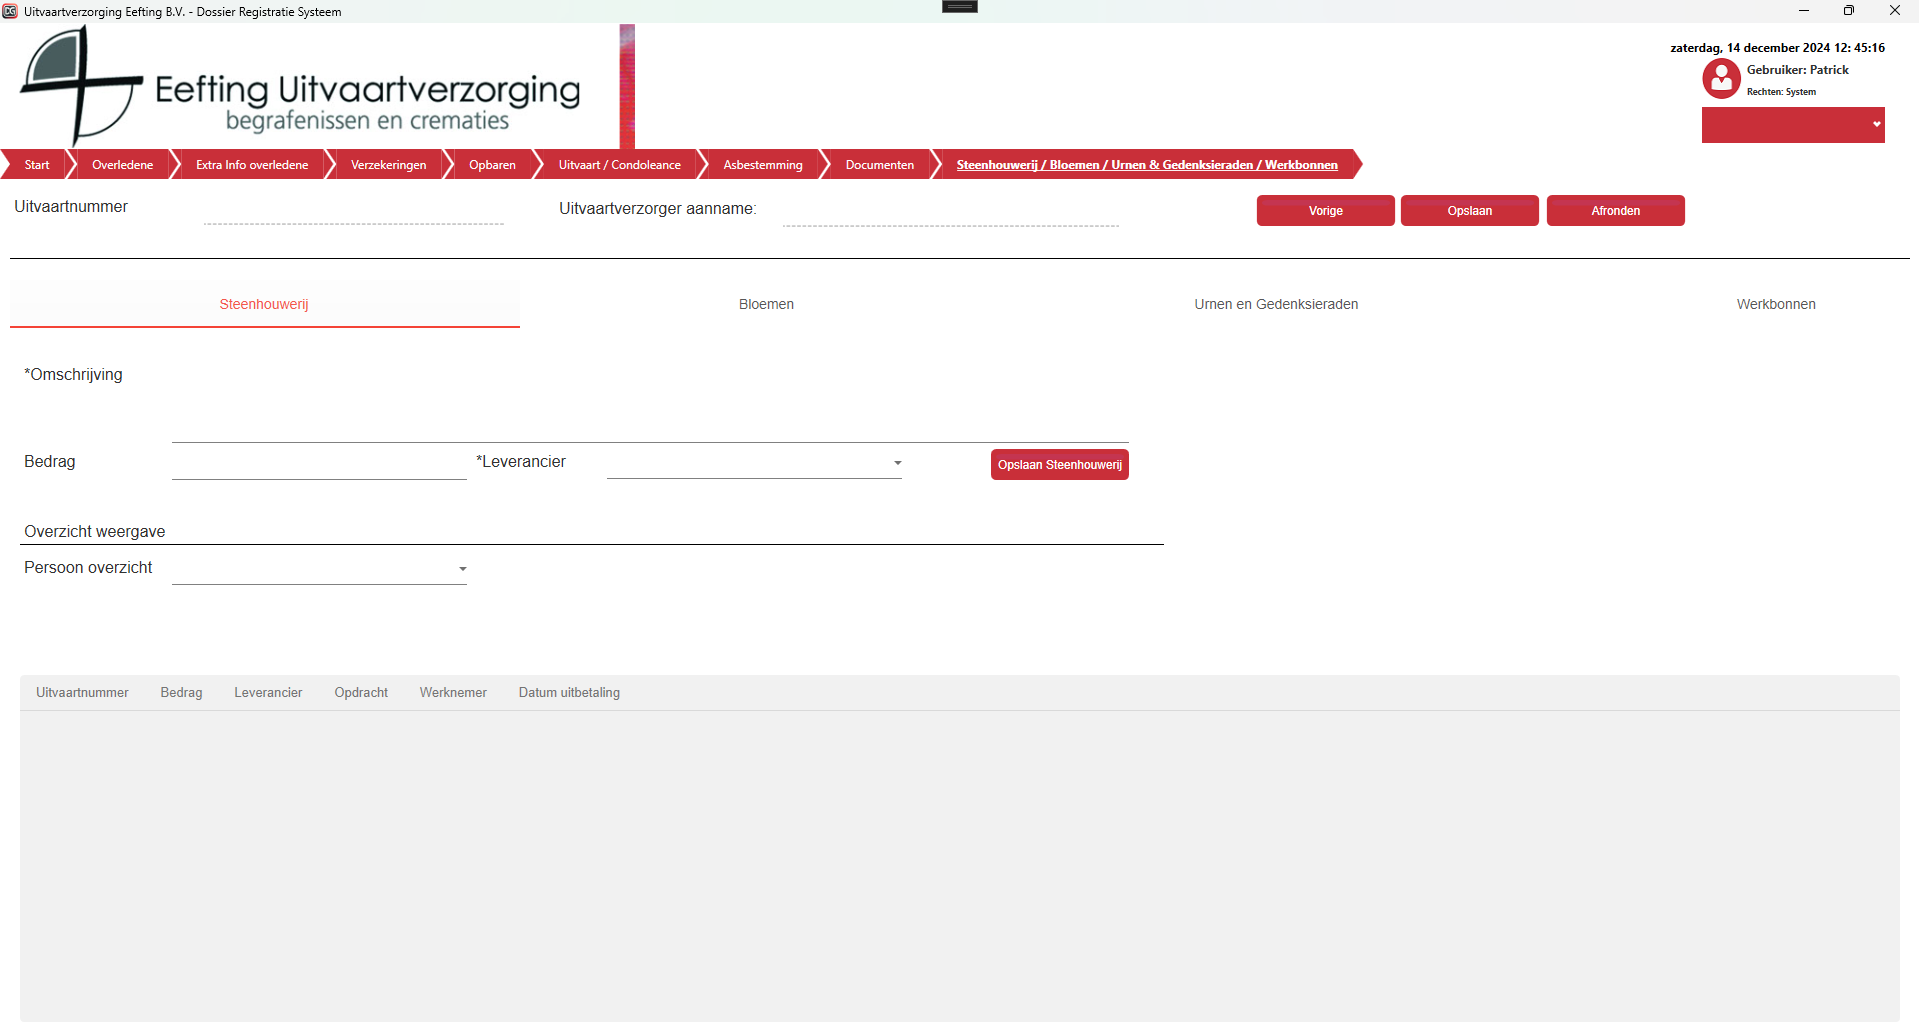 Uitvaartverzorging Eefting B.V. - Dossier Registratie Systeem
Eefting Uitvaartverzorging
begrafenissen en crematies
zaterdag, 14 december 2024 12: 45:16
Gebruiker: Patrick
Rechten: System
Start
Overledene
Extra Info overledene
Verzekeringen
Opbaren
Uitvaart / Condoleance
Asbestemming
Documenten
Steenhouwerij / Bloemen / Urnen & Gedenksieraden / Werkbonnen
Uitvaartnummer
Uitvaartverzorger aanname:
Vorige
Opslaan
Afronden
Steenhouwerij
Bloemen
Urnen en Gedenksieraden
Werkbonnen
*Omschrijving
Bedrag
*Leverancier
Opslaan Steenhouwerij
Overzicht weergave
Persoon overzicht
Uitvaartnummer
Bedrag
Leverancier
Opdracht
Werknemer
Datum uitbetaling